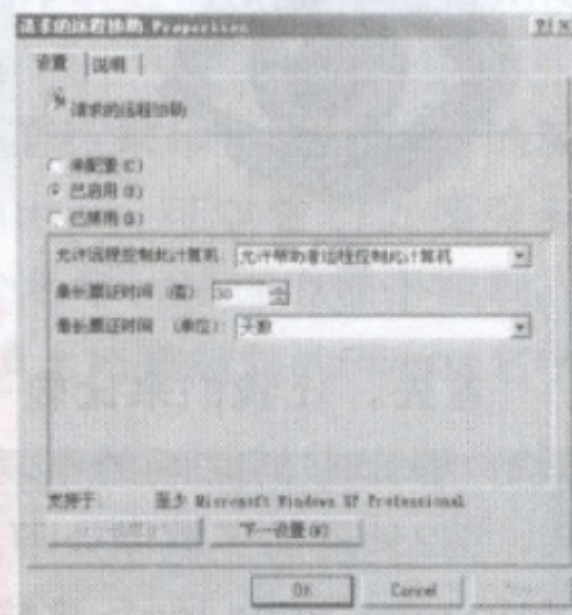 请求的远程协助 Properties
设置 说明
请求的远程协助
未配置(C)
已启用(E)
已禁用(D)
允许远程控制此计算机: 允许帮助者远程控制此计算机
最长票证时间 (值): 30
最长票证时间 (单位): 天数
支持于: 至少 Microsoft Windows XP Professional
下一设置(N)
OK Cancel